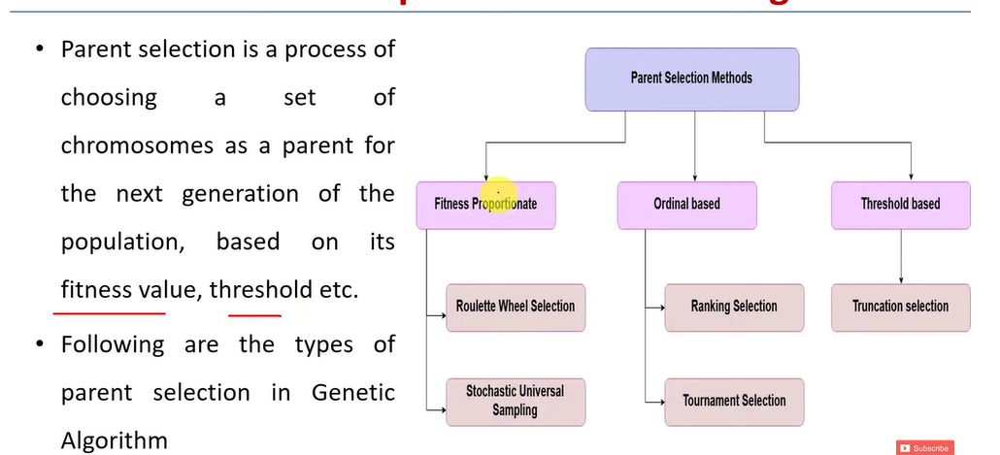 • Parent selection is a process of
choosing a set of
chromosomes as a parent for
the next generation of the
population, based on its
fitness value, threshold etc.
• Following are the types of
parent selection in Genetic
Algorithm
Parent Selection Methods
Fitness Proportionate
Ordinal based
Threshold based
Roulette Wheel Selection
Ranking Selection
Truncation selection
Stochastic Universal
Sampling
Tournament Selection
Subscribe